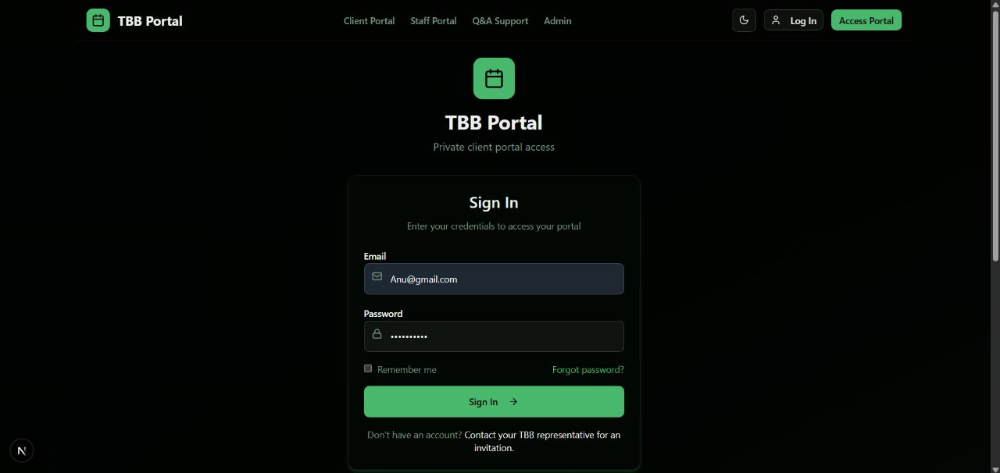 TBB Portal
Client Portal
Staff Portal
Q&A Support
Admin
Log In
Access Portal
TBB Portal
Private client portal access
Sign In
Enter your credentials to access your portal
Email
Anu@gmail.com
Password
••••••••••
Remember me
Forgot password?
Sign In →
Don't have an account? Contact your TBB representative for an
invitation.
N